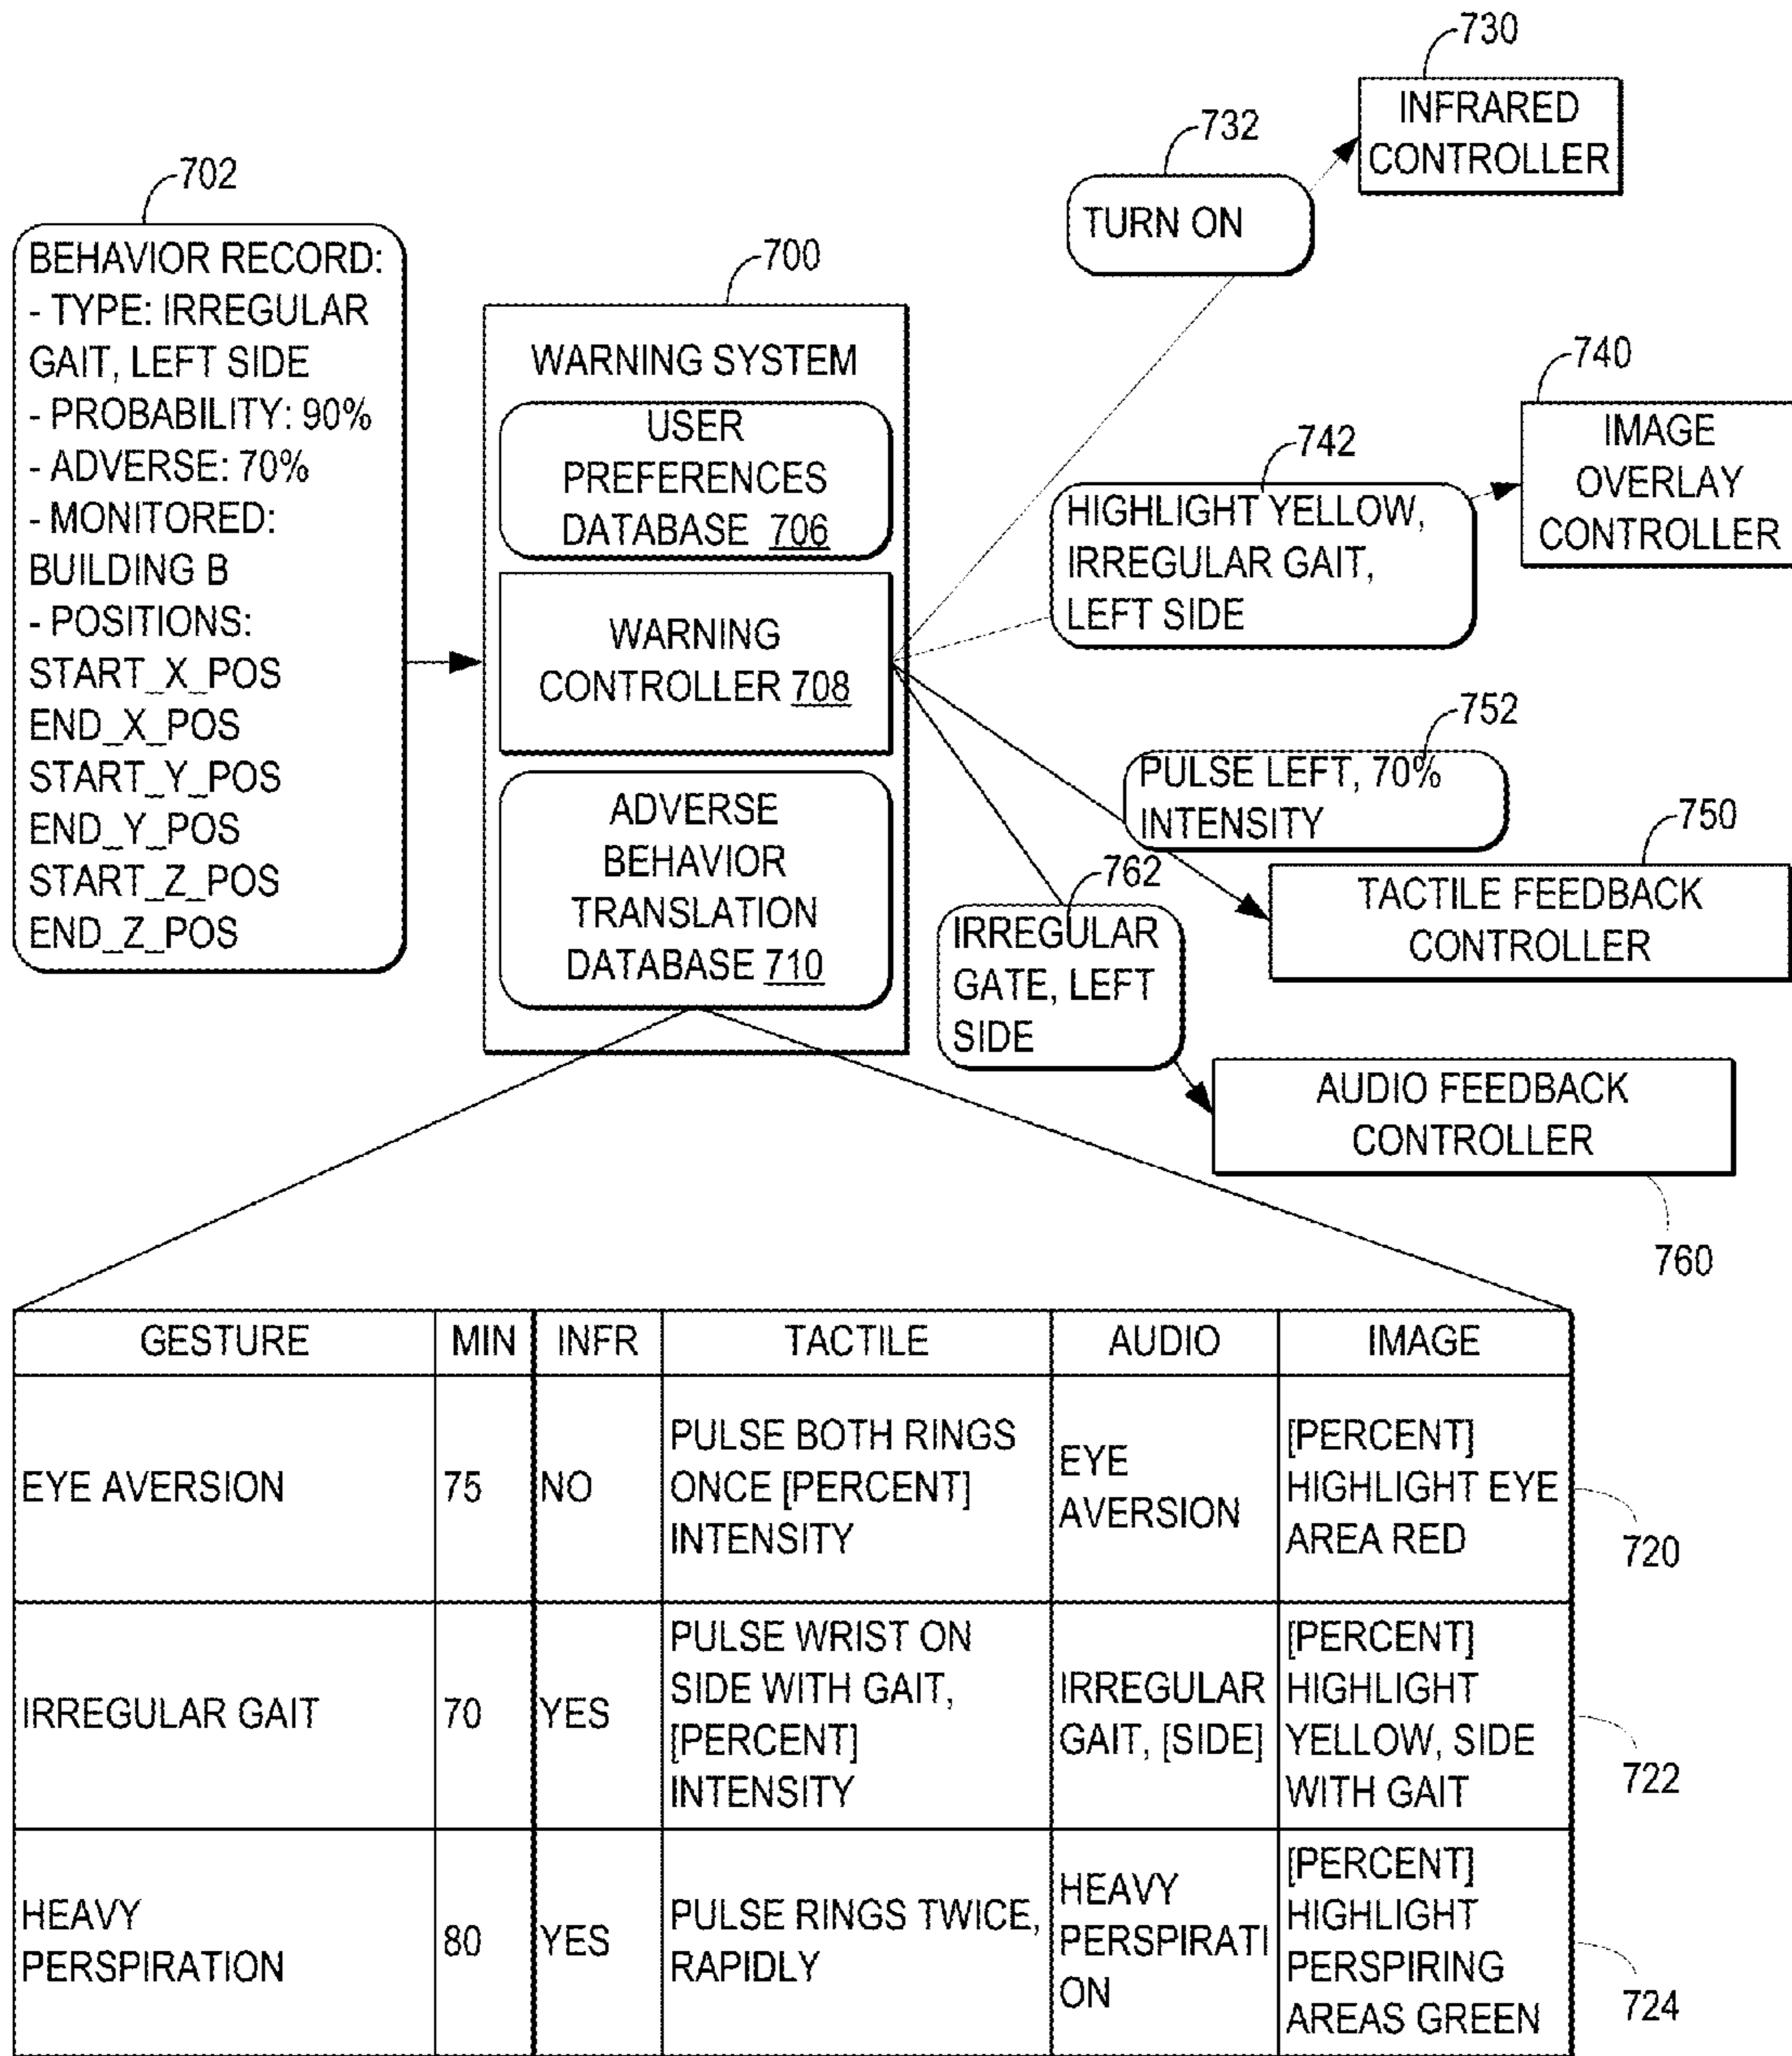 730
INFRARED
CONTROLLER
732
TURN ON
702
BEHAVIOR RECORD:
- TYPE: IRREGULAR
GAIT, LEFT SIDE
- PROBABILITY: 90%
- ADVERSE: 70%
- MONITORED:
BUILDING B
- POSITIONS:
START_X_POS
END_X_POS
START_Y_POS
END_Y_POS
START_Z_POS
END_Z_POS
700
WARNING SYSTEM
USER
PREFERENCES
DATABASE 706
WARNING
CONTROLLER 708
ADVERSE
BEHAVIOR
TRANSLATION
DATABASE 710
740
IMAGE
OVERLAY
CONTROLLER
742
HIGHLIGHT YELLOW,
IRREGULAR GAIT,
LEFT SIDE
752
PULSE LEFT, 70%
INTENSITY
750
TACTILE FEEDBACK
CONTROLLER
762
IRREGULAR
GATE, LEFT
SIDE
AUDIO FEEDBACK
CONTROLLER
760
GESTURE
MIN
INFR
TACTILE
AUDIO
IMAGE
EYE AVERSION
75
NO
PULSE BOTH RINGS
ONCE [PERCENT]
INTENSITY
EYE
AVERSION
[PERCENT]
HIGHLIGHT EYE
AREA RED
720
IRREGULAR GAIT
70
YES
PULSE WRIST ON
SIDE WITH GAIT,
[PERCENT]
INTENSITY
IRREGULAR
GAIT, [SIDE]
[PERCENT]
HIGHLIGHT
YELLOW, SIDE
WITH GAIT
722
HEAVY
PERSPIRATION
80
YES
PULSE RINGS TWICE,
RAPIDLY
HEAVY
PERSPIRATI
ON
[PERCENT]
HIGHLIGHT
PERSPIRING
AREAS GREEN
724